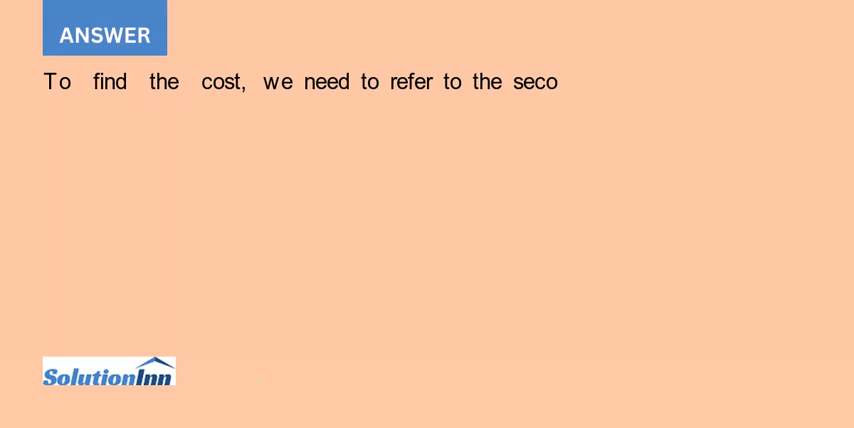 ANSWER
To find the cost, we need to refer to the seco
SolutionInn